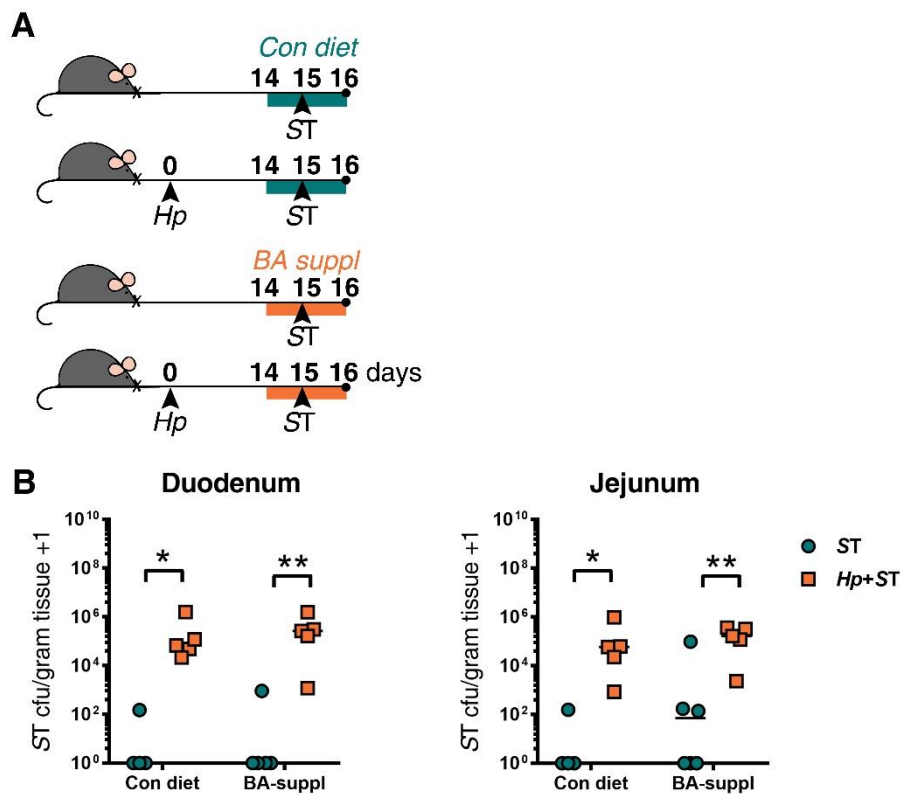 A
Con diet
14 15 16
ST
0 14 15 16
Hp ST
BA suppl
14 15 16
ST
0 14 15 16 days
Hp ST
B
Duodenum
ST cfu/gram tissue +1
10^10
10^8
10^6
10^4
10^2
10^0
*
**
Con diet BA-suppl
Jejunum
ST cfu/gram tissue +1
10^10
10^8
10^6
10^4
10^2
10^0
*
**
Con diet BA-suppl
ST
Hp+ST